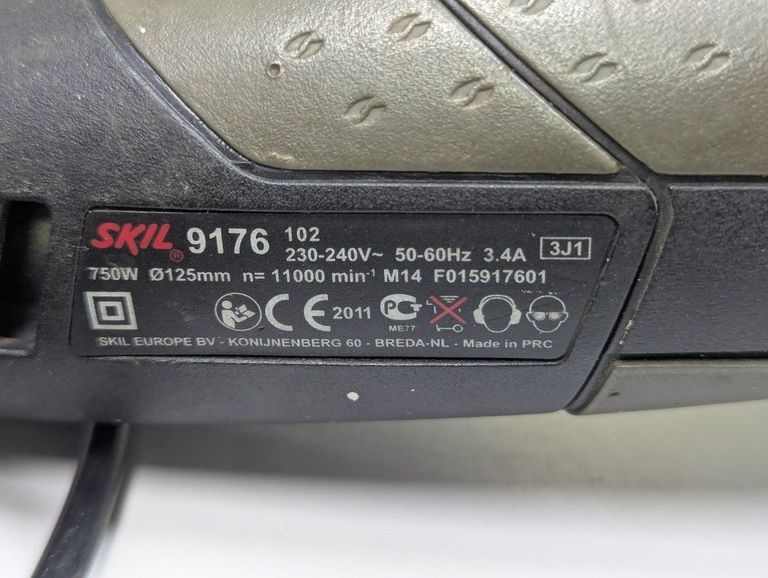 SKIL® 9176 102
230-240V~ 50-60Hz 3.4A 3J1
750W Ø125mm n= 11000 min⁻¹ M14 F015917601
CE 2011 PCT
ME77
SKIL EUROPE BV - KONIJNENBERG 60 - BREDA-NL - Made in PRC